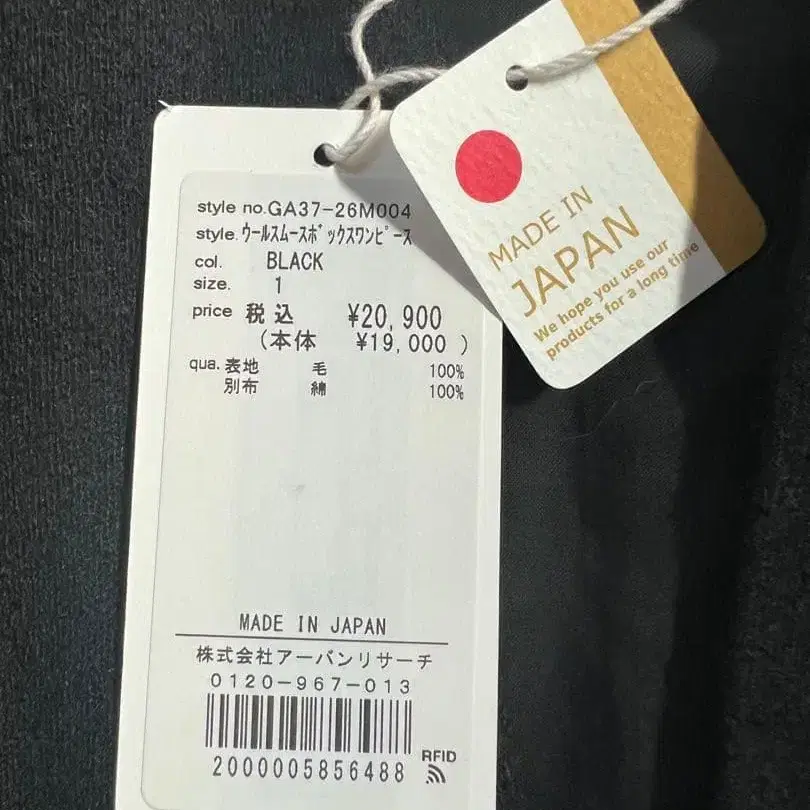 style no.GA37-26M004
style.ｳｰﾙｽﾑｰｽﾎﾞｯｸｽﾜﾝﾋﾟｰｽ
col. BLACK
size. 1
price 税込 ¥20,900
(本体 ¥19,000 )
qua. 表地 毛 100%
別布 綿 100%
MADE IN JAPAN
株式会社アーバンリサーチ
0120-967-013
2000005856488
RFID
MADE IN
JAPAN
We hope you use our
products for a long time